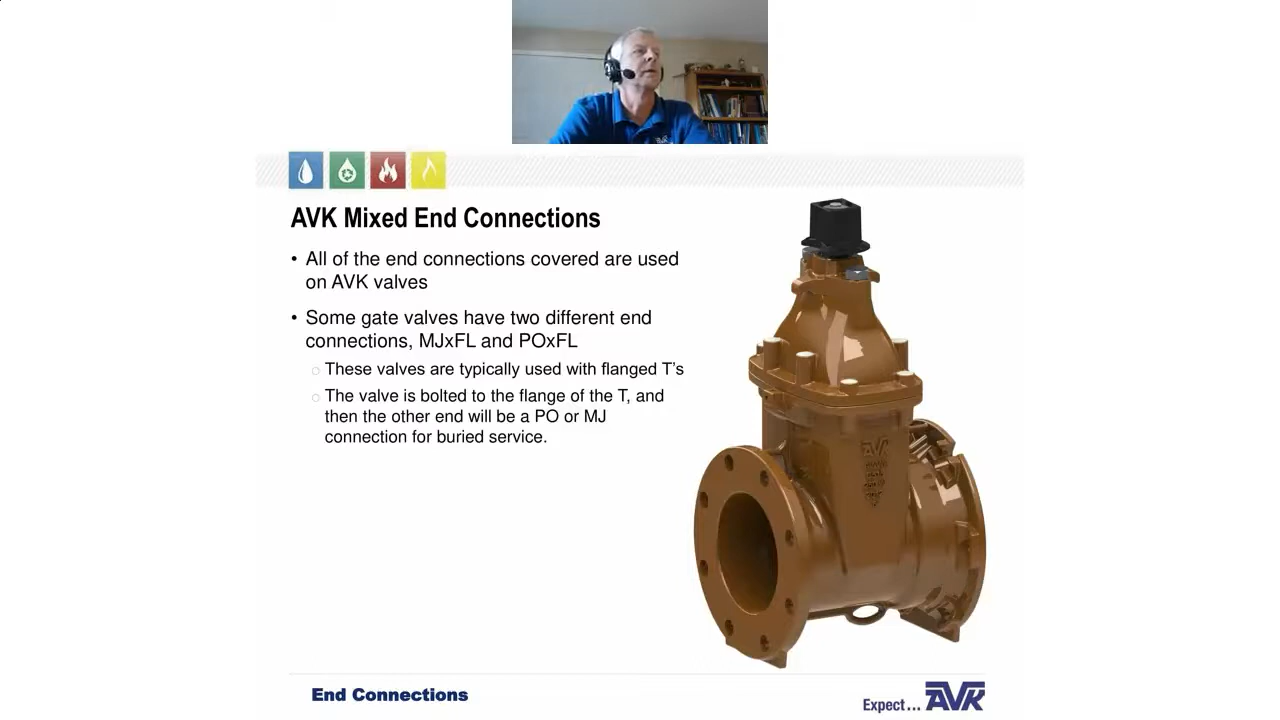 AVK Mixed End Connections
• All of the end connections covered are used
on AVK valves
• Some gate valves have two different end
connections, MJxFL and POxFL
○ These valves are typically used with flanged T's
○ The valve is bolted to the flange of the T, and
then the other end will be a PO or MJ
connection for buried service.
AVK
End Connections
Expect... AVK